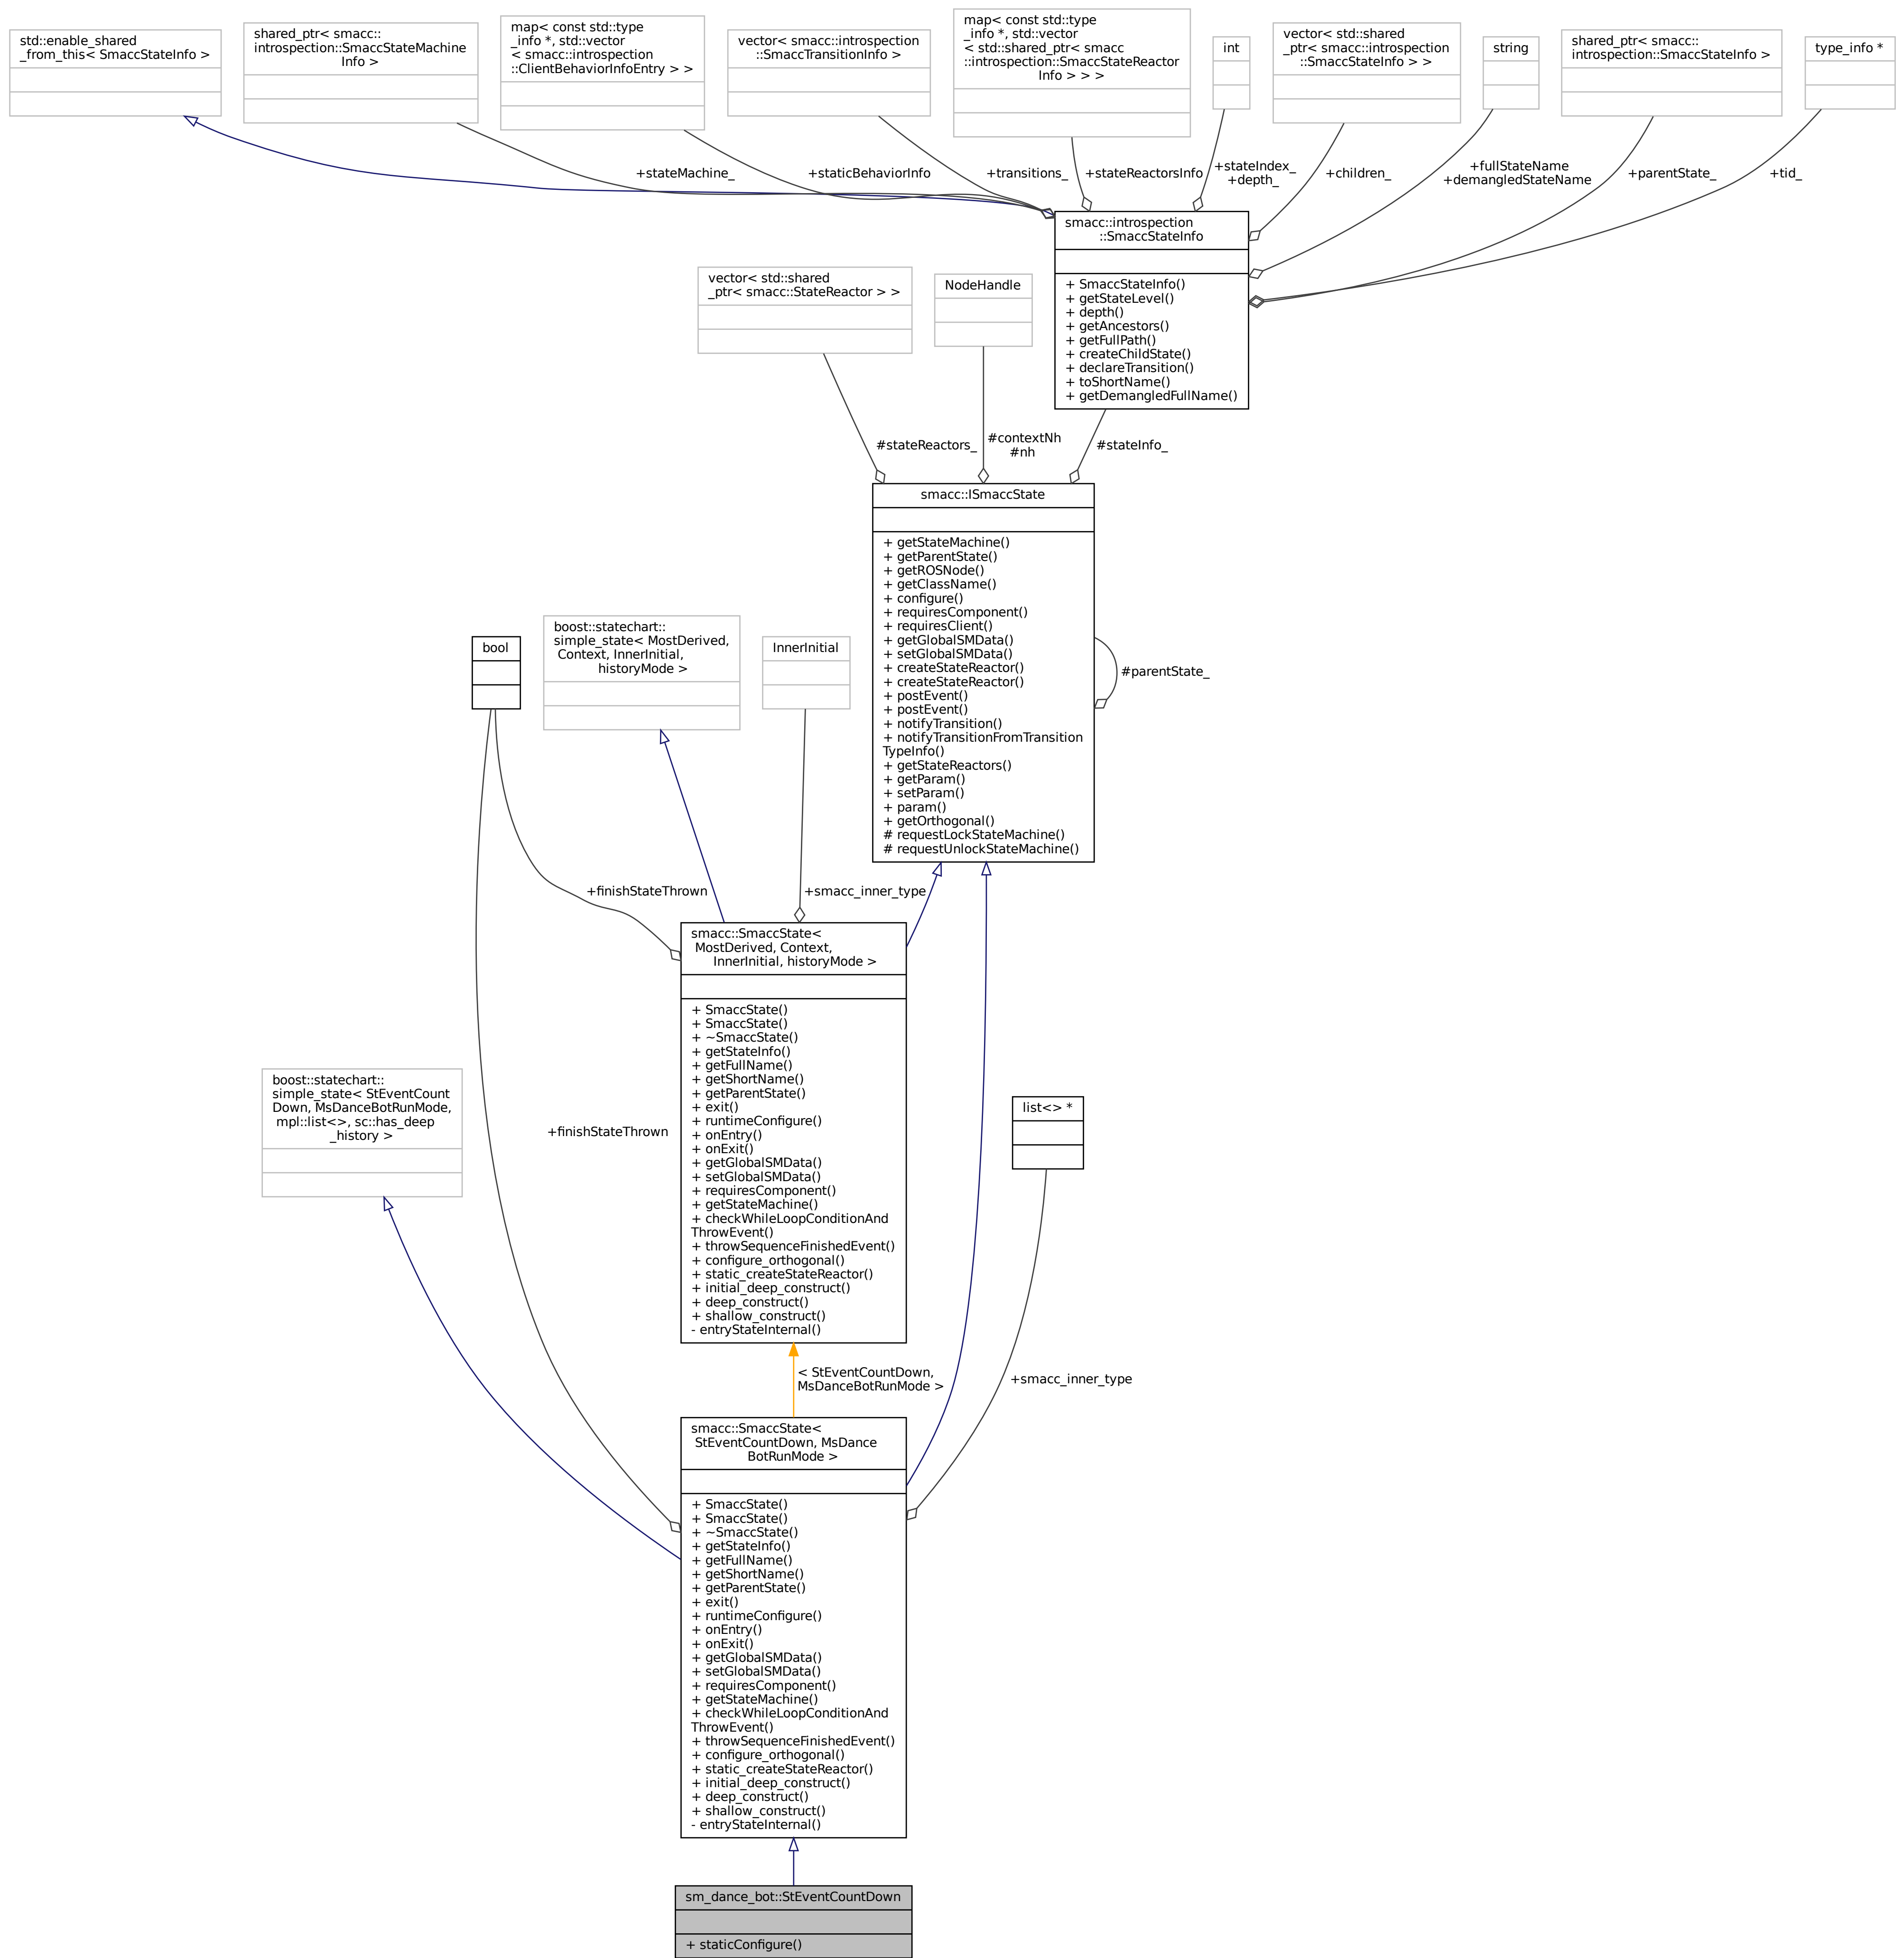 std::enable_shared
_from_this< SmaccStateInfo >
shared_ptr< smacc::
introspection::SmaccStateMachine
Info >
map< const std::type
_info *, std::vector
< smacc::introspection
::ClientBehaviorInfoEntry > >
vector< smacc::introspection
::SmaccTransitionInfo >
map< const std::type
_info *, std::vector
< std::shared_ptr< smacc
::introspection::SmaccStateReactor
Info > > >
int
vector< std::shared
_ptr< smacc::introspection
::SmaccStateInfo > >
string
shared_ptr< smacc::
introspection::SmaccStateInfo >
type_info *
+stateMachine_
+staticBehaviorInfo
+transitions_
+stateReactorsInfo
+stateIndex_
+depth_
+children_
+fullStateName
+demangledStateName
+parentState_
+tid_
smacc::introspection
::SmaccStateInfo
+ SmaccStateInfo()
+ getStateLevel()
+ depth()
+ getAncestors()
+ getFullPath()
+ createChildState()
+ declareTransition()
+ toShortName()
+ getDemangledFullName()
vector< std::shared
_ptr< smacc::StateReactor > >
NodeHandle
#stateReactors_
#contextNh
#nh
#stateInfo_
smacc::ISmaccState
+ getStateMachine()
+ getParentState()
+ getROSNode()
+ getClassName()
+ configure()
+ requiresComponent()
+ requiresClient()
+ getGlobalSMData()
+ setGlobalSMData()
+ createStateReactor()
+ createStateReactor()
+ postEvent()
+ postEvent()
+ notifyTransition()
+ notifyTransitionFromTransition
TypeInfo()
+ getStateReactors()
+ getParam()
+ setParam()
+ param()
+ getOrthogonal()
# requestLockStateMachine()
# requestUnlockStateMachine()
#parentState_
bool
boost::statechart::
simple_state< MostDerived,
Context, InnerInitial,
historyMode >
InnerInitial
+finishStateThrown
+smacc_inner_type
smacc::SmaccState<
MostDerived, Context,
InnerInitial, historyMode >
+ SmaccState()
+ SmaccState()
+ ~SmaccState()
+ getStateInfo()
+ getFullName()
+ getShortName()
+ getParentState()
+ exit()
+ runtimeConfigure()
+ onEntry()
+ onExit()
+ getGlobalSMData()
+ setGlobalSMData()
+ requiresComponent()
+ getStateMachine()
+ checkWhileLoopConditionAnd
ThrowEvent()
+ throwSequenceFinishedEvent()
+ configure_orthogonal()
+ static_createStateReactor()
+ initial_deep_construct()
+ deep_construct()
+ shallow_construct()
- entryStateInternal()
boost::statechart::
simple_state< StEventCount
Down, MsDanceBotRunMode,
mpl::list<>, sc::has_deep
_history >
+finishStateThrown
list<> *
< StEventCountDown,
MsDanceBotRunMode >
+smacc_inner_type
smacc::SmaccState<
StEventCountDown, MsDance
BotRunMode >
+ SmaccState()
+ SmaccState()
+ ~SmaccState()
+ getStateInfo()
+ getFullName()
+ getShortName()
+ getParentState()
+ exit()
+ runtimeConfigure()
+ onEntry()
+ onExit()
+ getGlobalSMData()
+ setGlobalSMData()
+ requiresComponent()
+ getStateMachine()
+ checkWhileLoopConditionAnd
ThrowEvent()
+ throwSequenceFinishedEvent()
+ configure_orthogonal()
+ static_createStateReactor()
+ initial_deep_construct()
+ deep_construct()
+ shallow_construct()
- entryStateInternal()
sm_dance_bot::StEventCountDown
+ staticConfigure()